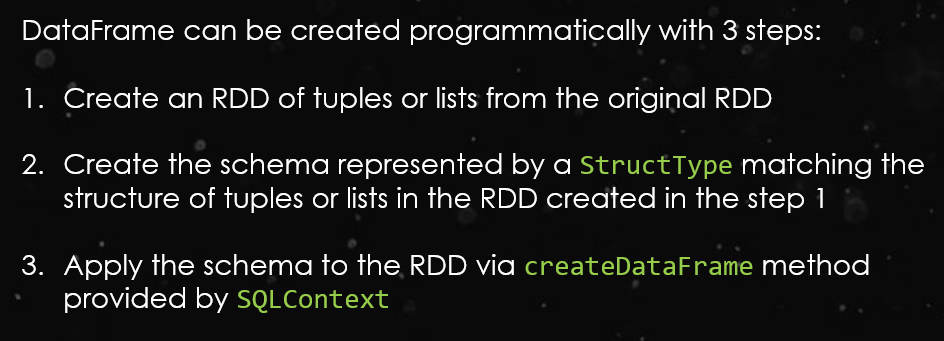 DataFrame can be created programmatically with 3 steps:
1. Create an RDD of tuples or lists from the original RDD
2. Create the schema represented by a StructType matching the
structure of tuples or lists in the RDD created in the step 1
3. Apply the schema to the RDD via createDataFrame method
provided by SQLContext